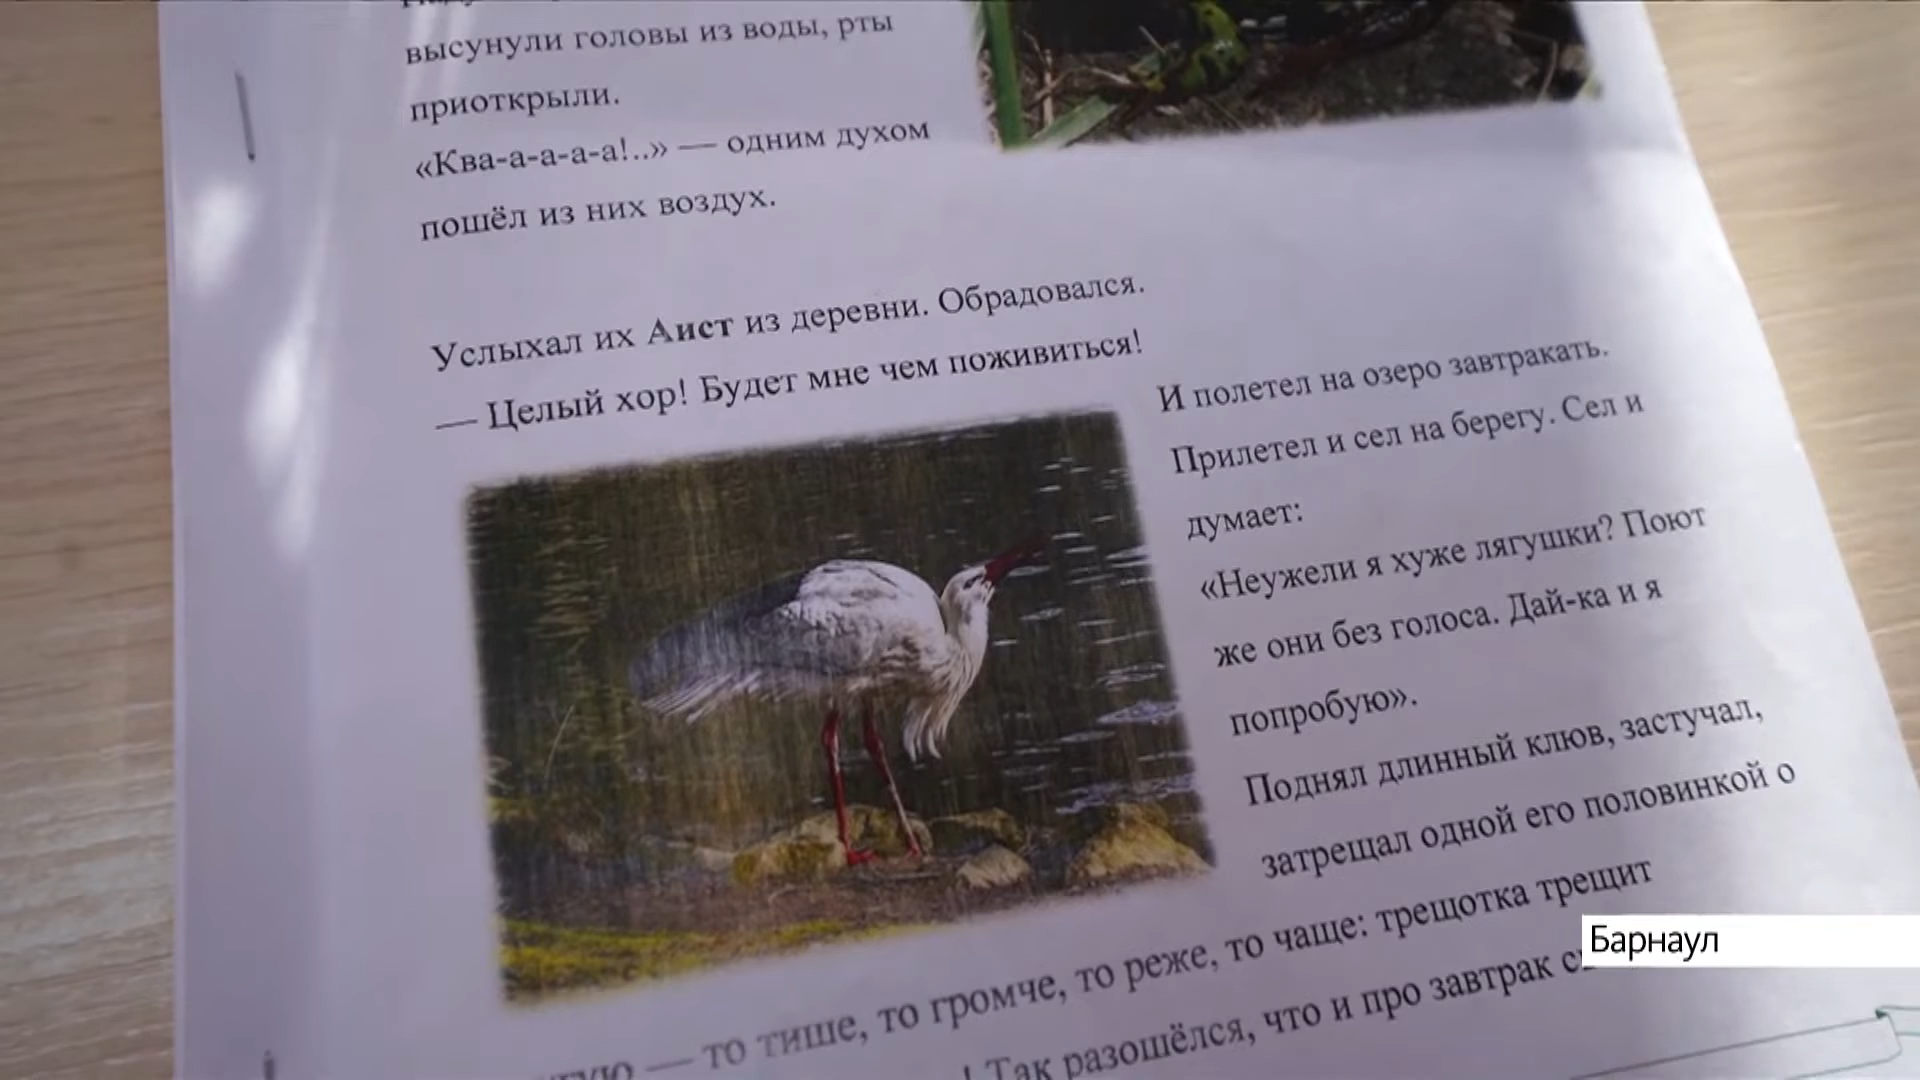 высунули головы из воды, рты
приоткрыли.
«Ква-а-а-а-а!..» — одним духом
пошёл из них воздух.
Услыхал их Аист из деревни. Обрадовался.
— Целый хор! Будет мне чем поживиться!
И полетел на озеро завтракать.
Прилетел и сел на берегу. Сел и
думает:
«Неужели я хуже лягушки? Поют
же они без голоса. Дай-ка и я
попробую».
Поднял длинный клюв, застучал,
затрещал одной его половинкой о
— то тише, то громче, то реже, то чаще: трещотка трещит
! Так разошёлся, что и про завтрак
Барнаул